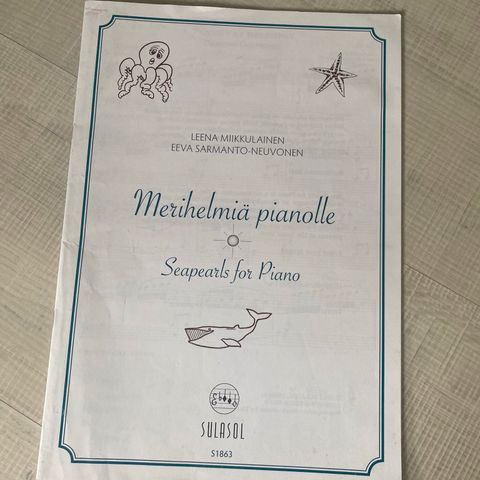 LEENA MIIKKULAINEN
EEVA SARMANTO-NEUVONEN
Merihelmiä pianolle
Seapearls for Piano
SULASOL
S1863